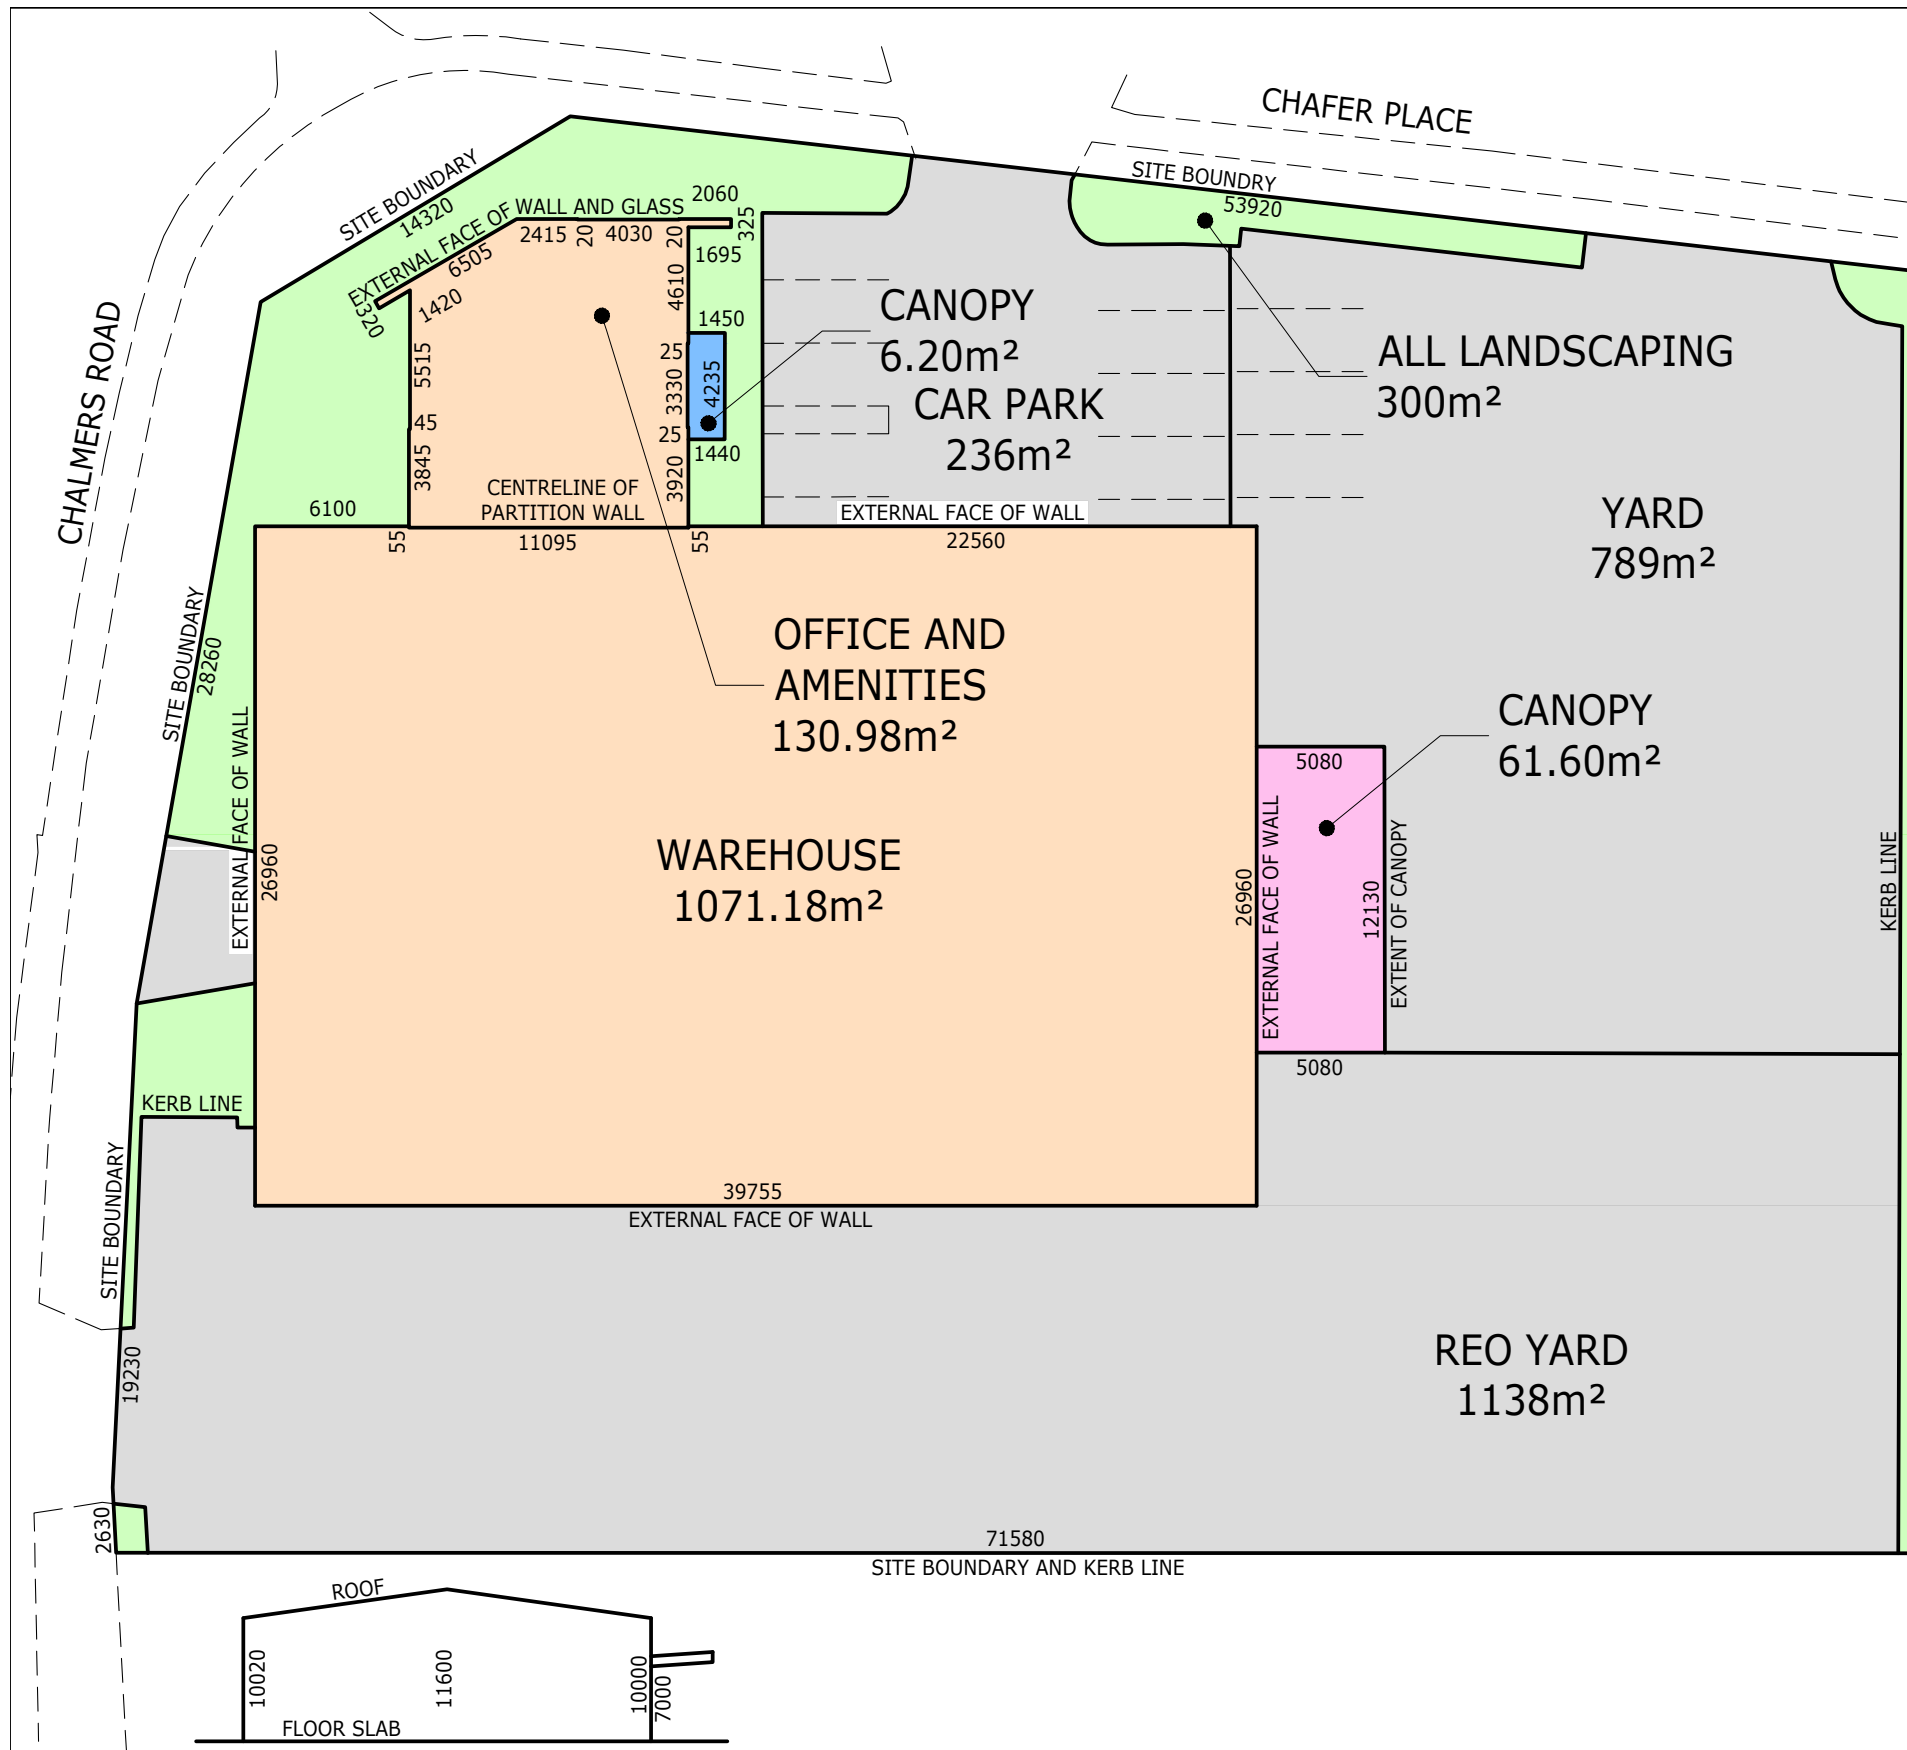 CHAFER PLACE
SITE BOUNDRY
53920
SITE BOUNDARY
14320
2060
EXTERNAL FACE OF WALL AND GLASS
325
2415
20
4030
20
6505
1695
1420
4610
320
CANOPY
6.20m²
1450
CHALMERS ROAD
5515
25
3330
4235
ALL LANDSCAPING
300m²
CAR PARK
236m²
45
25
1440
3845
3920
CENTRELINE OF
PARTITION WALL
6100
EXTERNAL FACE OF WALL
55
11095
55
22560
YARD
789m²
SITE BOUNDARY
28260
OFFICE AND
AMENITIES
130.98m²
CANOPY
61.60m²
5080
EXTERNAL FACE OF WALL
26960
WAREHOUSE
1071.18m²
26960
EXTERNAL FACE OF WALL
12130
EXTENT OF CANOPY
KERB LINE
5080
KERB LINE
SITE BOUNDARY
39755
EXTERNAL FACE OF WALL
19230
REO YARD
1138m²
2630
71580
SITE BOUNDARY AND KERB LINE
ROOF
10020
11600
10000
7000
FLOOR SLAB